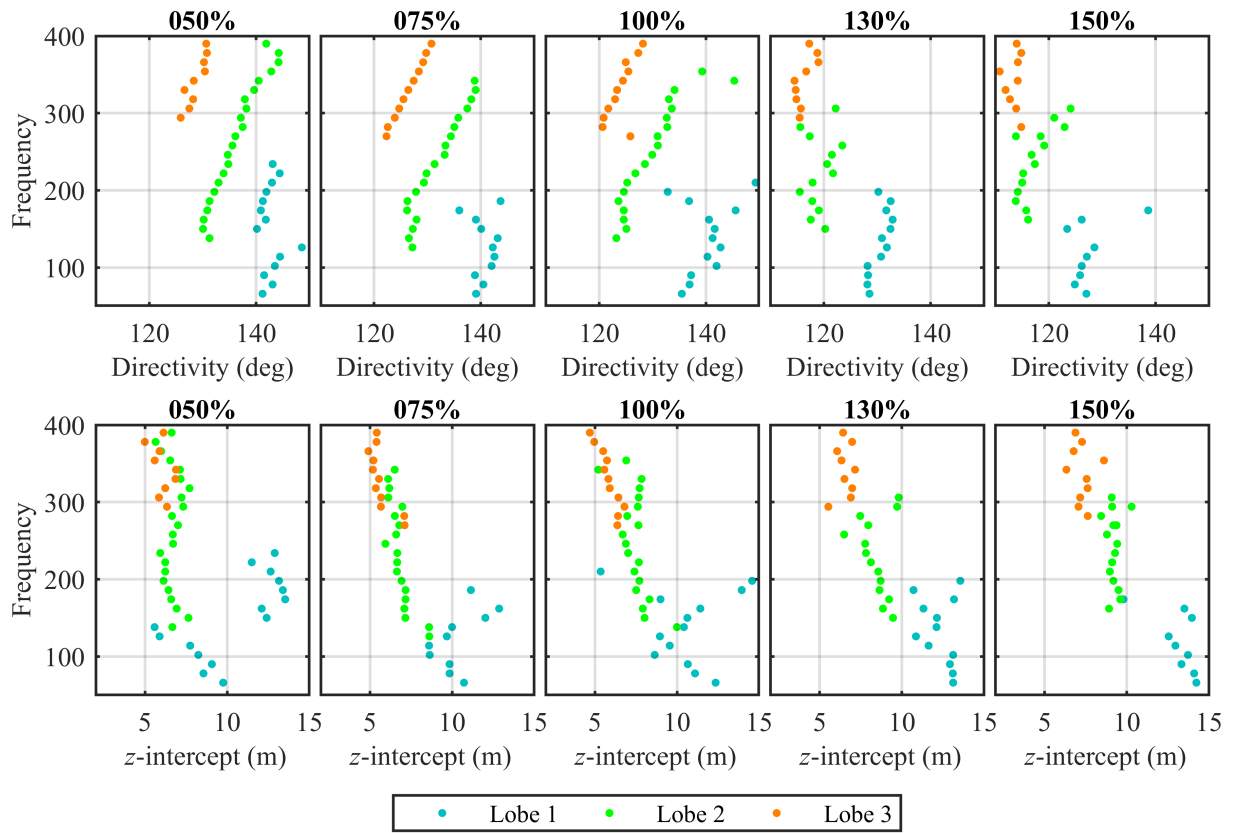 050% 075% 100% 130% 150%
400
300
200
100
Frequency
120 140 120 140 120 140 120 140 120 140
Directivity (deg) Directivity (deg) Directivity (deg) Directivity (deg) Directivity (deg)
050% 075% 100% 130% 150%
400
300
200
100
Frequency
5 10 15 5 10 15 5 10 15 5 10 15 5 10 15
z-intercept (m) z-intercept (m) z-intercept (m) z-intercept (m) z-intercept (m)
Lobe 1 Lobe 2 Lobe 3